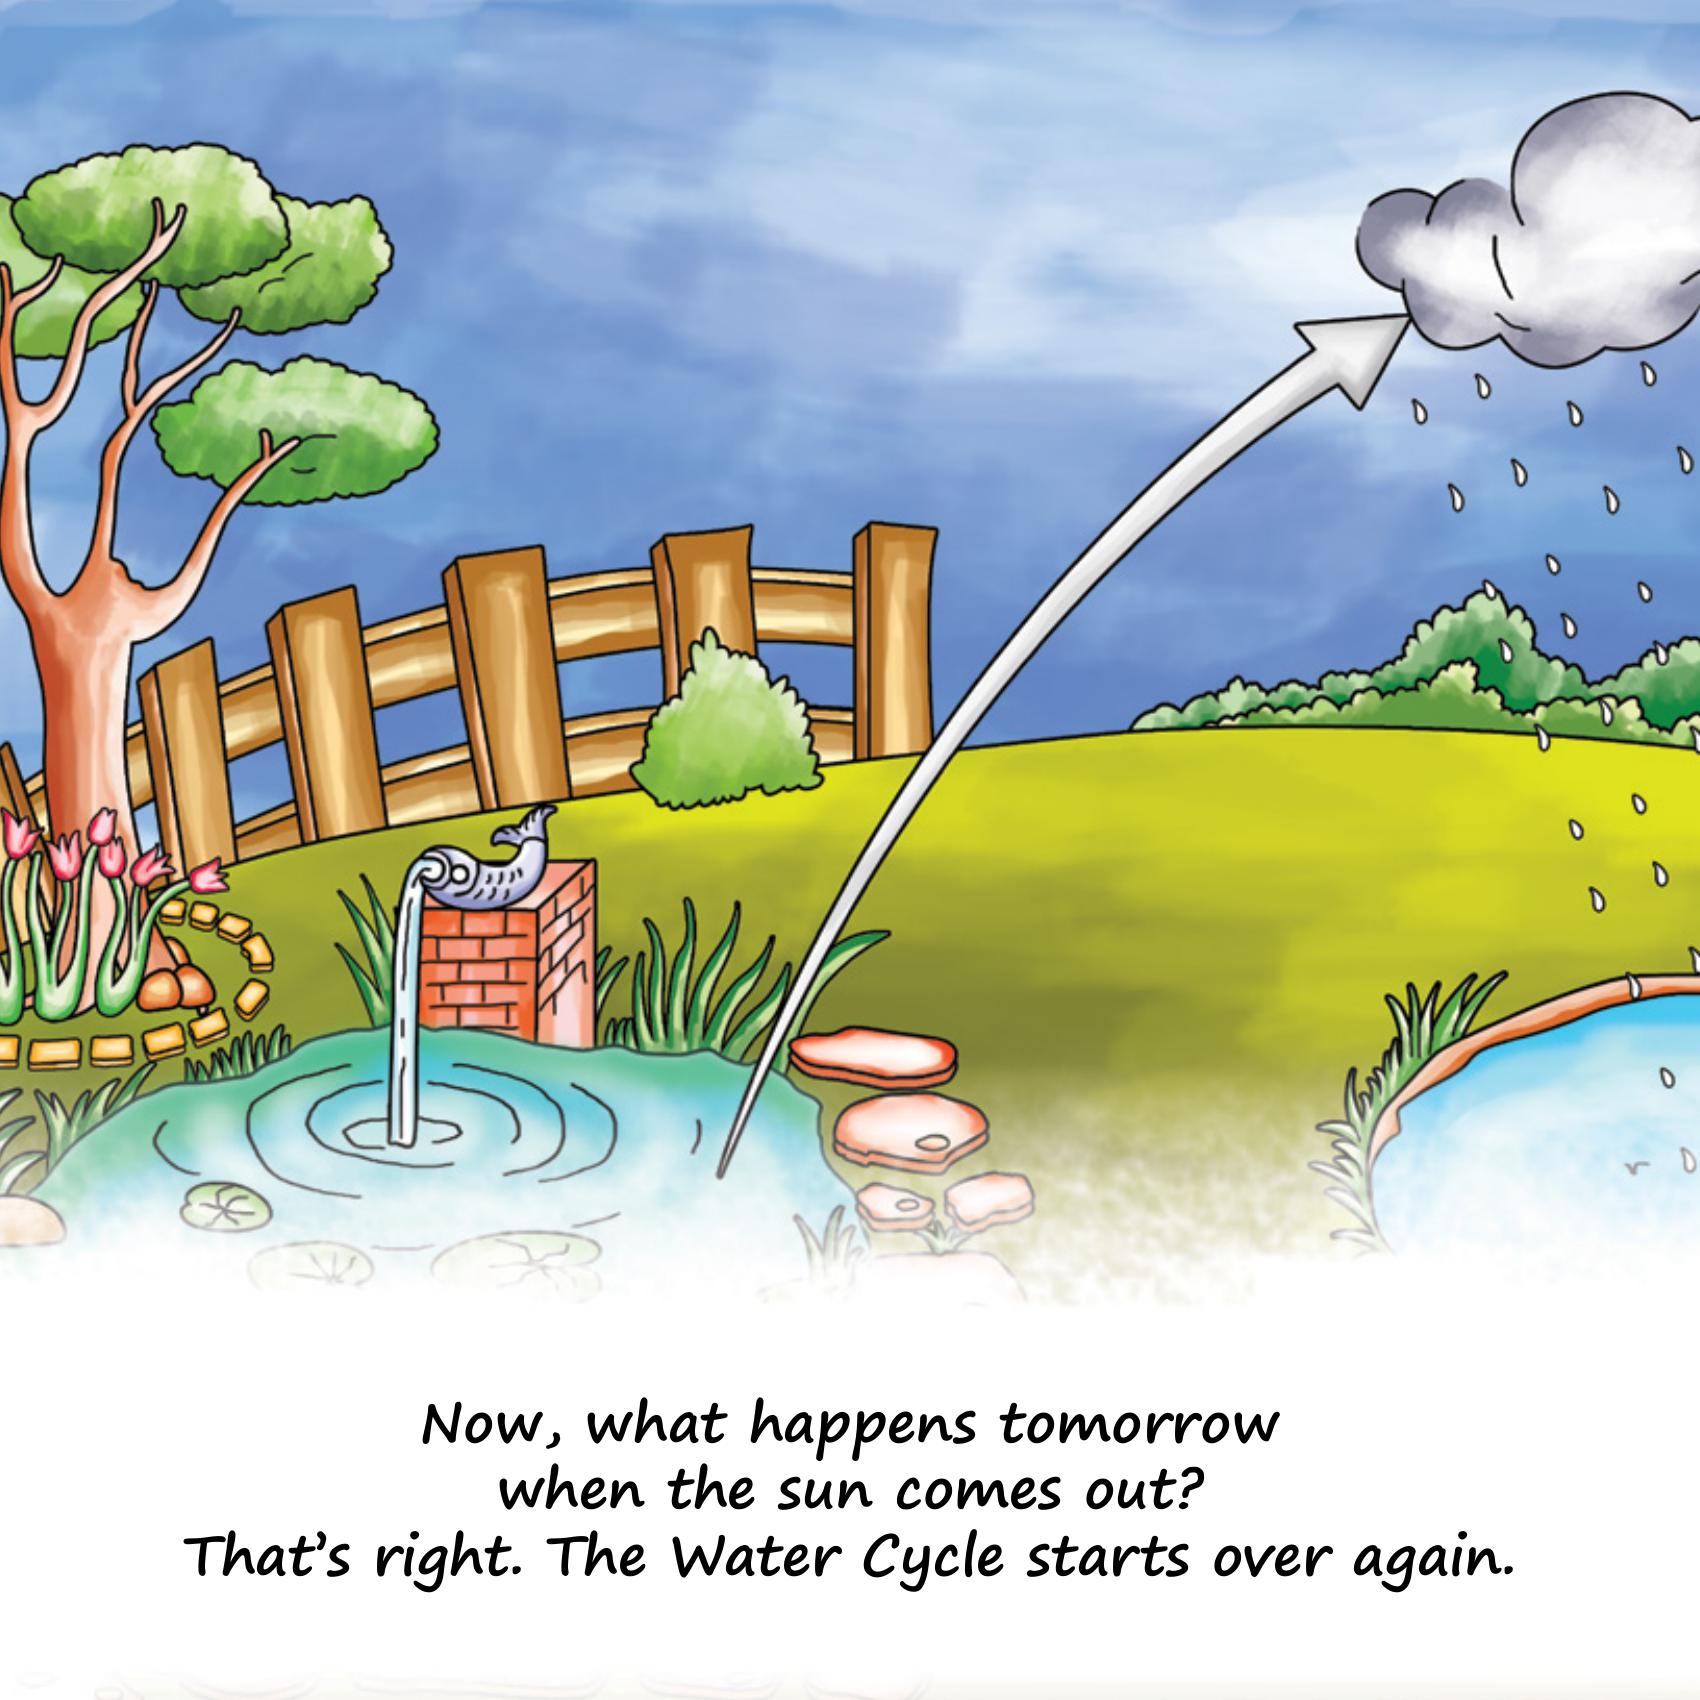 Now, what happens tomorrow
when the sun comes out?
That’s right. The Water Cycle starts over again.